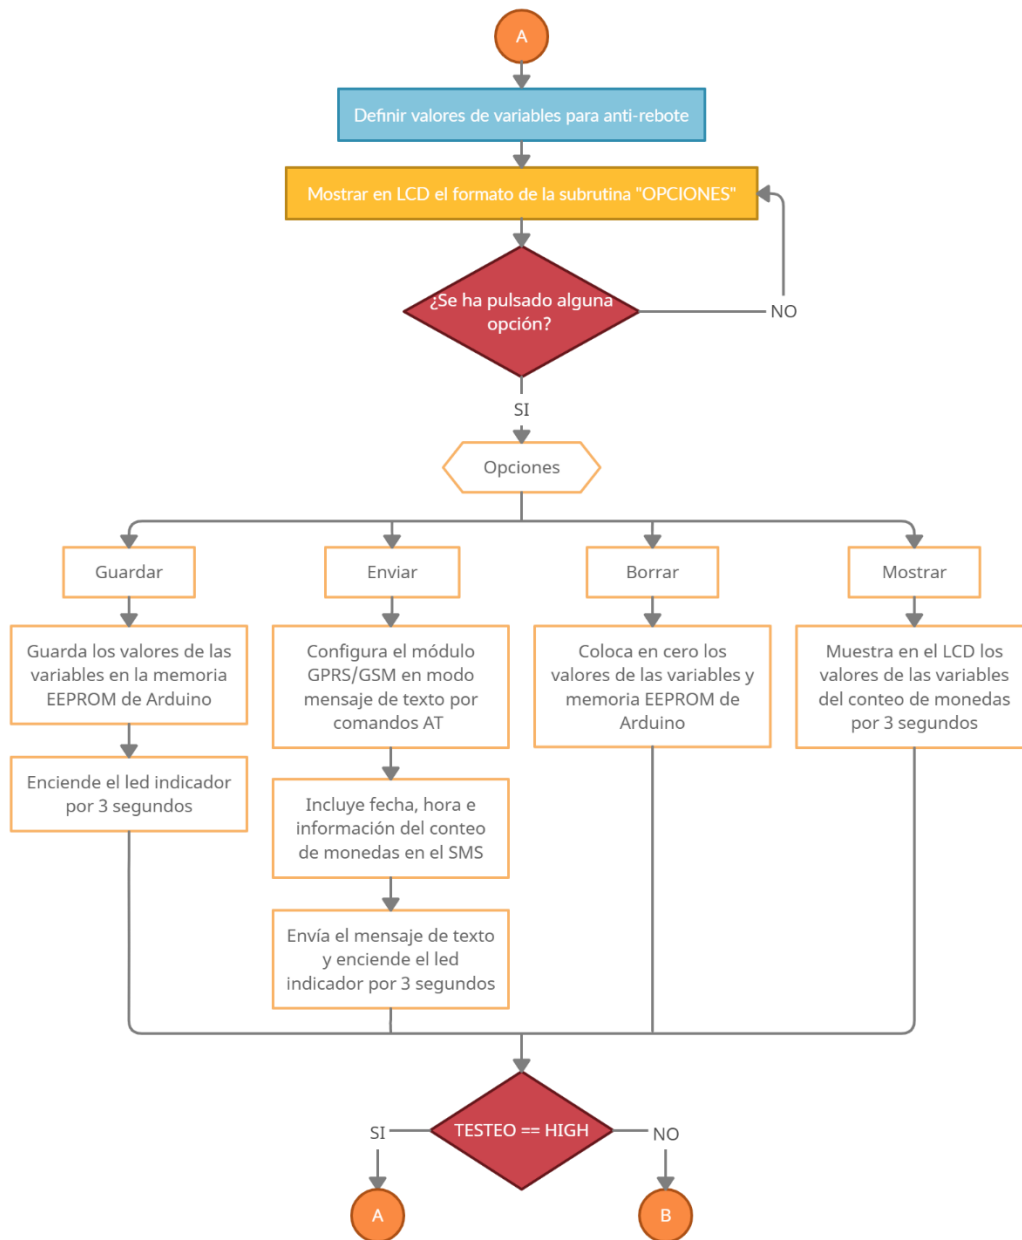 A
Definir valores de variables para anti-rebote
Mostrar en LCD el formato de la subrutina "OPCIONES"
¿Se ha pulsado alguna
opción?
NO
SI
Opciones
Guardar
Enviar
Borrar
Mostrar
Guarda los valores de las
variables en la memoria
EEPROM de Arduino
Configura el módulo
GPRS/GSM en modo
mensaje de texto por
comandos AT
Coloca en cero los
valores de las variables y
memoria EEPROM de
Arduino
Muestra en el LCD los
valores de las variables
del conteo de monedas
por 3 segundos
Enciende el led indicador
por 3 segundos
Incluye fecha, hora e
información del conteo
de monedas en el SMS
Envía el mensaje de texto
y enciende el led
indicador por 3 segundos
TESTEO == HIGH
SI
NO
A
B